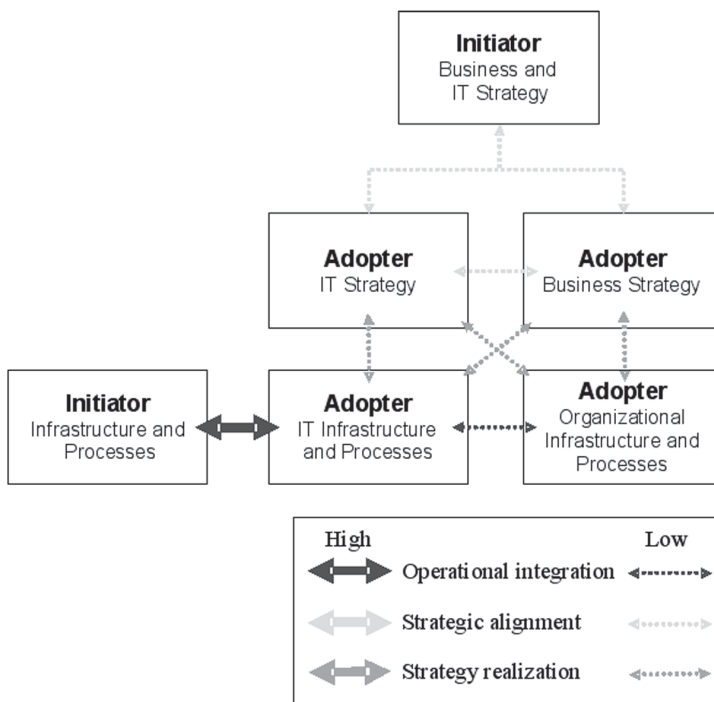 Initiator
Business and
IT Strategy
Adopter
IT Strategy
Adopter
Business Strategy
Initiator
Infrastructure and
Processes
Adopter
IT Infrastructure
and Processes
Adopter
Organizational
Infrastructure and
Processes
High Low
Operational integration
Strategic alignment
Strategy realization